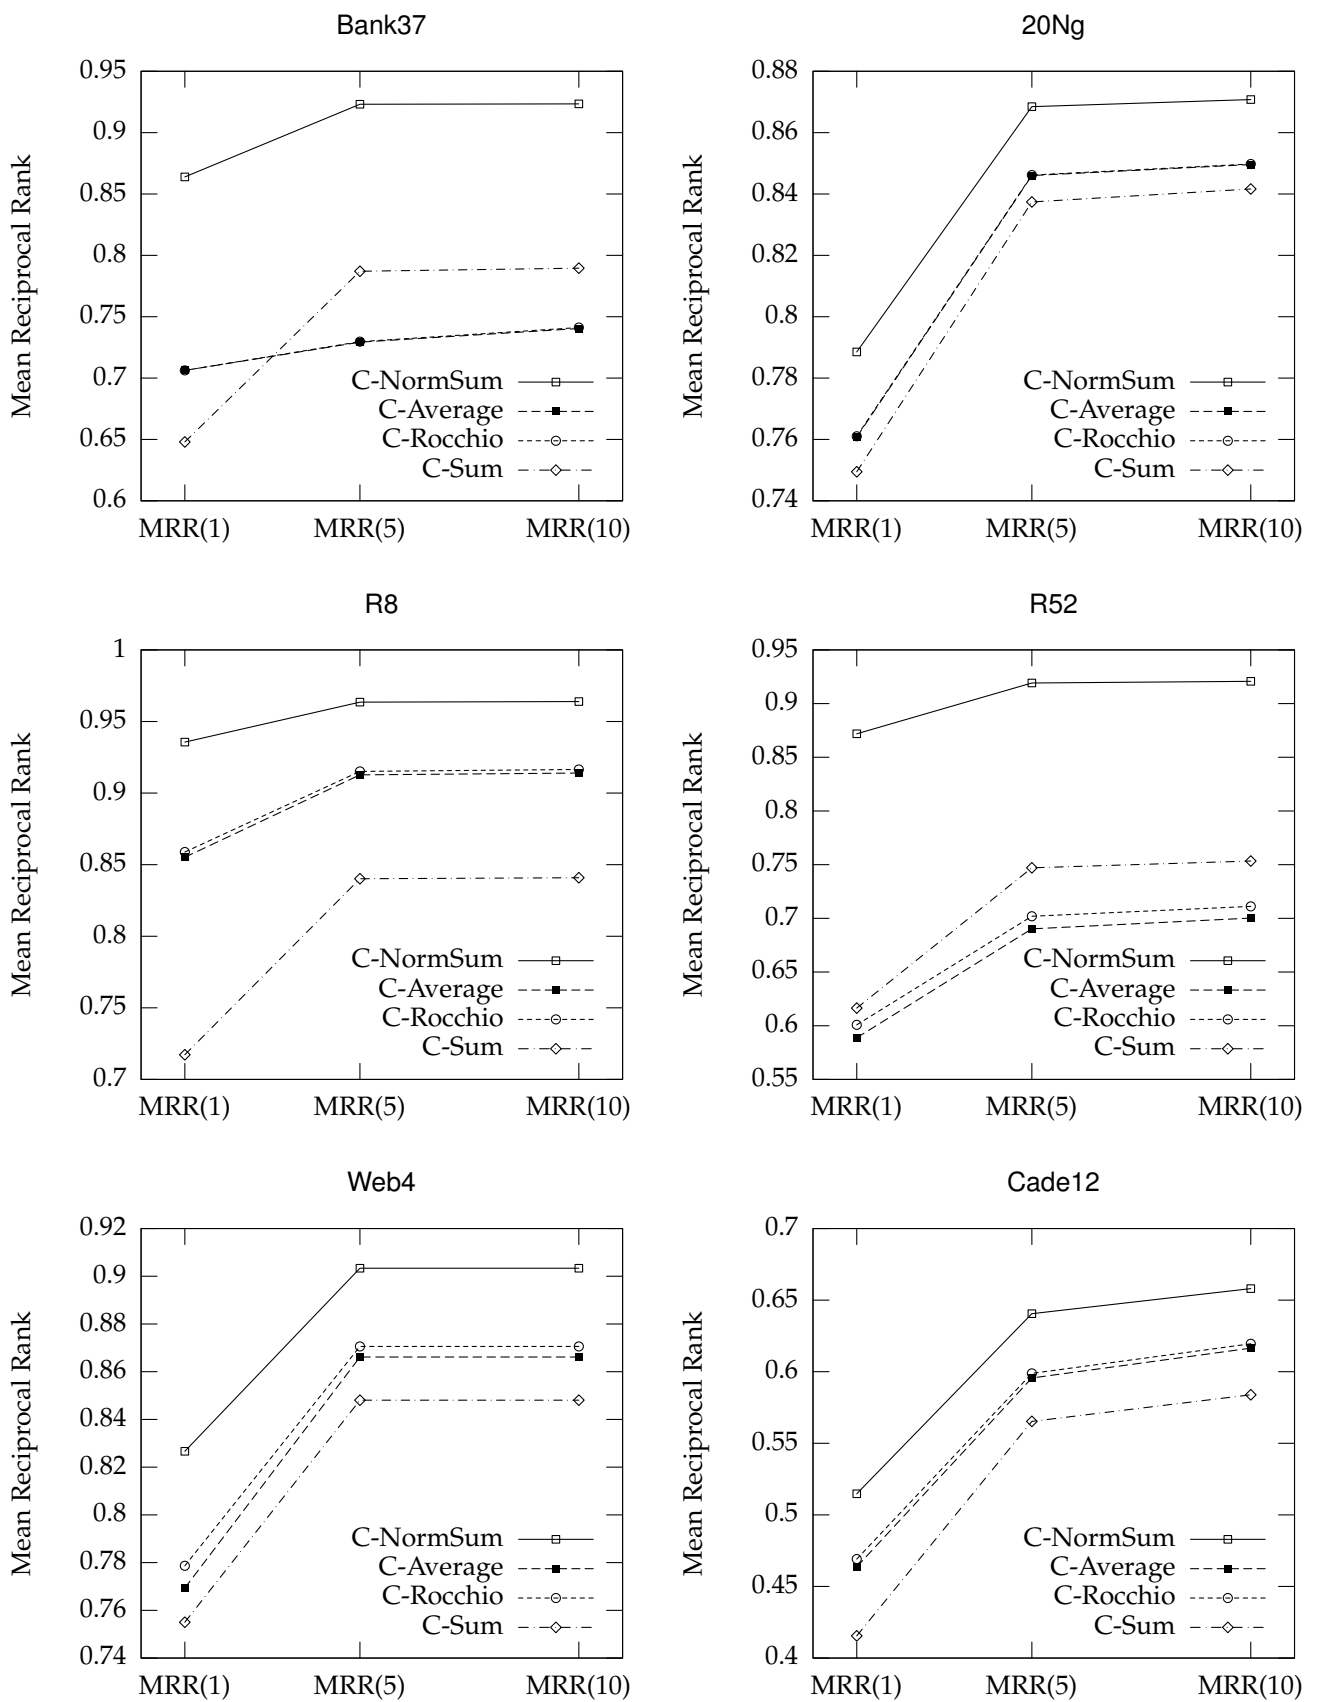 Bank37
Mean Reciprocal Rank
0.95
0.9
0.85
0.8
0.75
0.7
0.65
0.6
C-NormSum
C-Average
C-Rocchio
C-Sum
MRR(1) MRR(5) MRR(10)
20Ng
Mean Reciprocal Rank
0.88
0.86
0.84
0.82
0.8
0.78
0.76
0.74
C-NormSum
C-Average
C-Rocchio
C-Sum
MRR(1) MRR(5) MRR(10)
R8
Mean Reciprocal Rank
1
0.95
0.9
0.85
0.8
0.75
0.7
C-NormSum
C-Average
C-Rocchio
C-Sum
MRR(1) MRR(5) MRR(10)
R52
Mean Reciprocal Rank
0.95
0.9
0.85
0.8
0.75
0.7
0.65
0.6
0.55
C-NormSum
C-Average
C-Rocchio
C-Sum
MRR(1) MRR(5) MRR(10)
Web4
Mean Reciprocal Rank
0.92
0.9
0.88
0.86
0.84
0.82
0.8
0.78
0.76
0.74
C-NormSum
C-Average
C-Rocchio
C-Sum
MRR(1) MRR(5) MRR(10)
Cade12
Mean Reciprocal Rank
0.7
0.65
0.6
0.55
0.5
0.45
0.4
C-NormSum
C-Average
C-Rocchio
C-Sum
MRR(1) MRR(5) MRR(10)